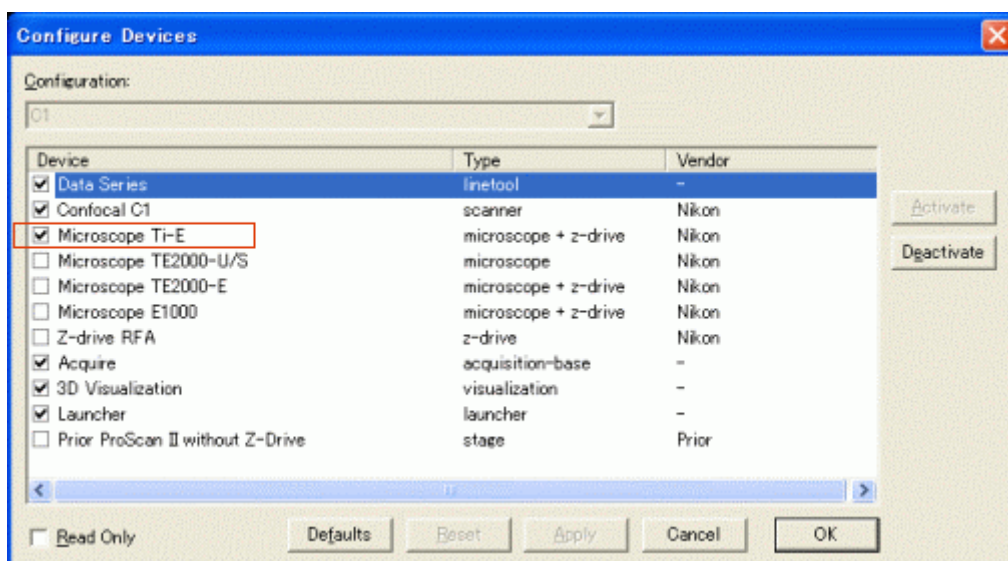 Configure Devices
Configuration:
C1
Device Type Vendor
Data Series linetool -
Confocal C1 scanner Nikon
Microscope Ti-E microscope + z-drive Nikon
Microscope TE2000-U/S microscope Nikon
Microscope TE2000-E microscope + z-drive Nikon
Microscope E1000 microscope + z-drive Nikon
Z-drive RFA z-drive Nikon
Acquire acquisition-base -
3D Visualization visualization -
Launcher launcher -
Prior ProScan II without Z-Drive stage Prior
Activate
Deactivate
Read Only Defaults Reset Apply Cancel OK